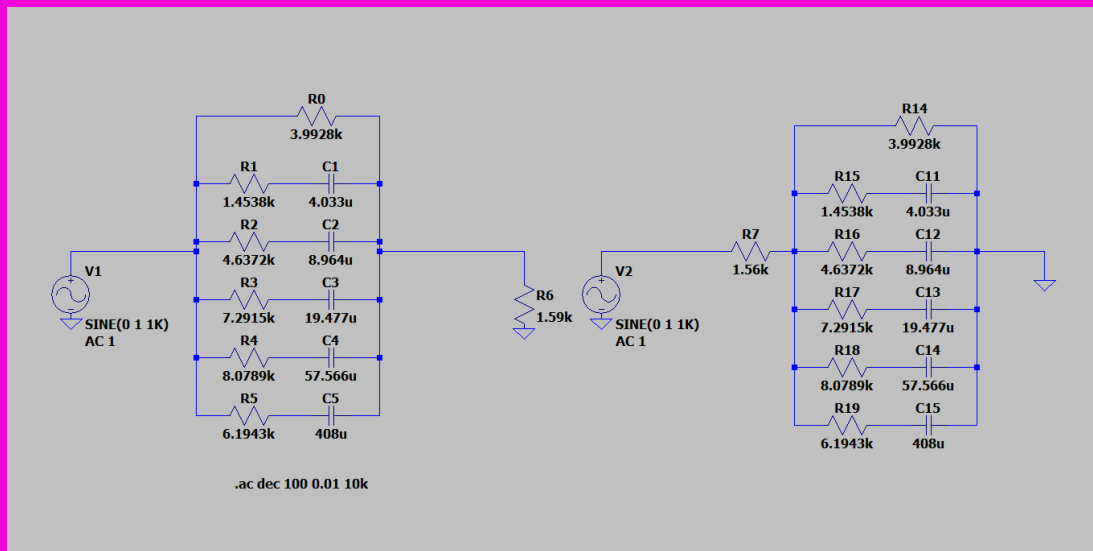 R0
3.9928k
R1
C1
1.4538k
4.033u
R2
C2
4.6372k
8.964u
R3
C3
7.2915k
19.477u
R4
C4
8.0789k
57.566u
R5
C5
6.1943k
408u
V1
SINE(0 1 1K)
AC 1
R6
1.59k
.ac dec 100 0.01 10k
V2
SINE(0 1 1K)
AC 1
R7
1.56k
R14
3.9928k
R15
C11
1.4538k
4.033u
R16
C12
4.6372k
8.964u
R17
C13
7.2915k
19.477u
R18
C14
8.0789k
57.566u
R19
C15
6.1943k
408u